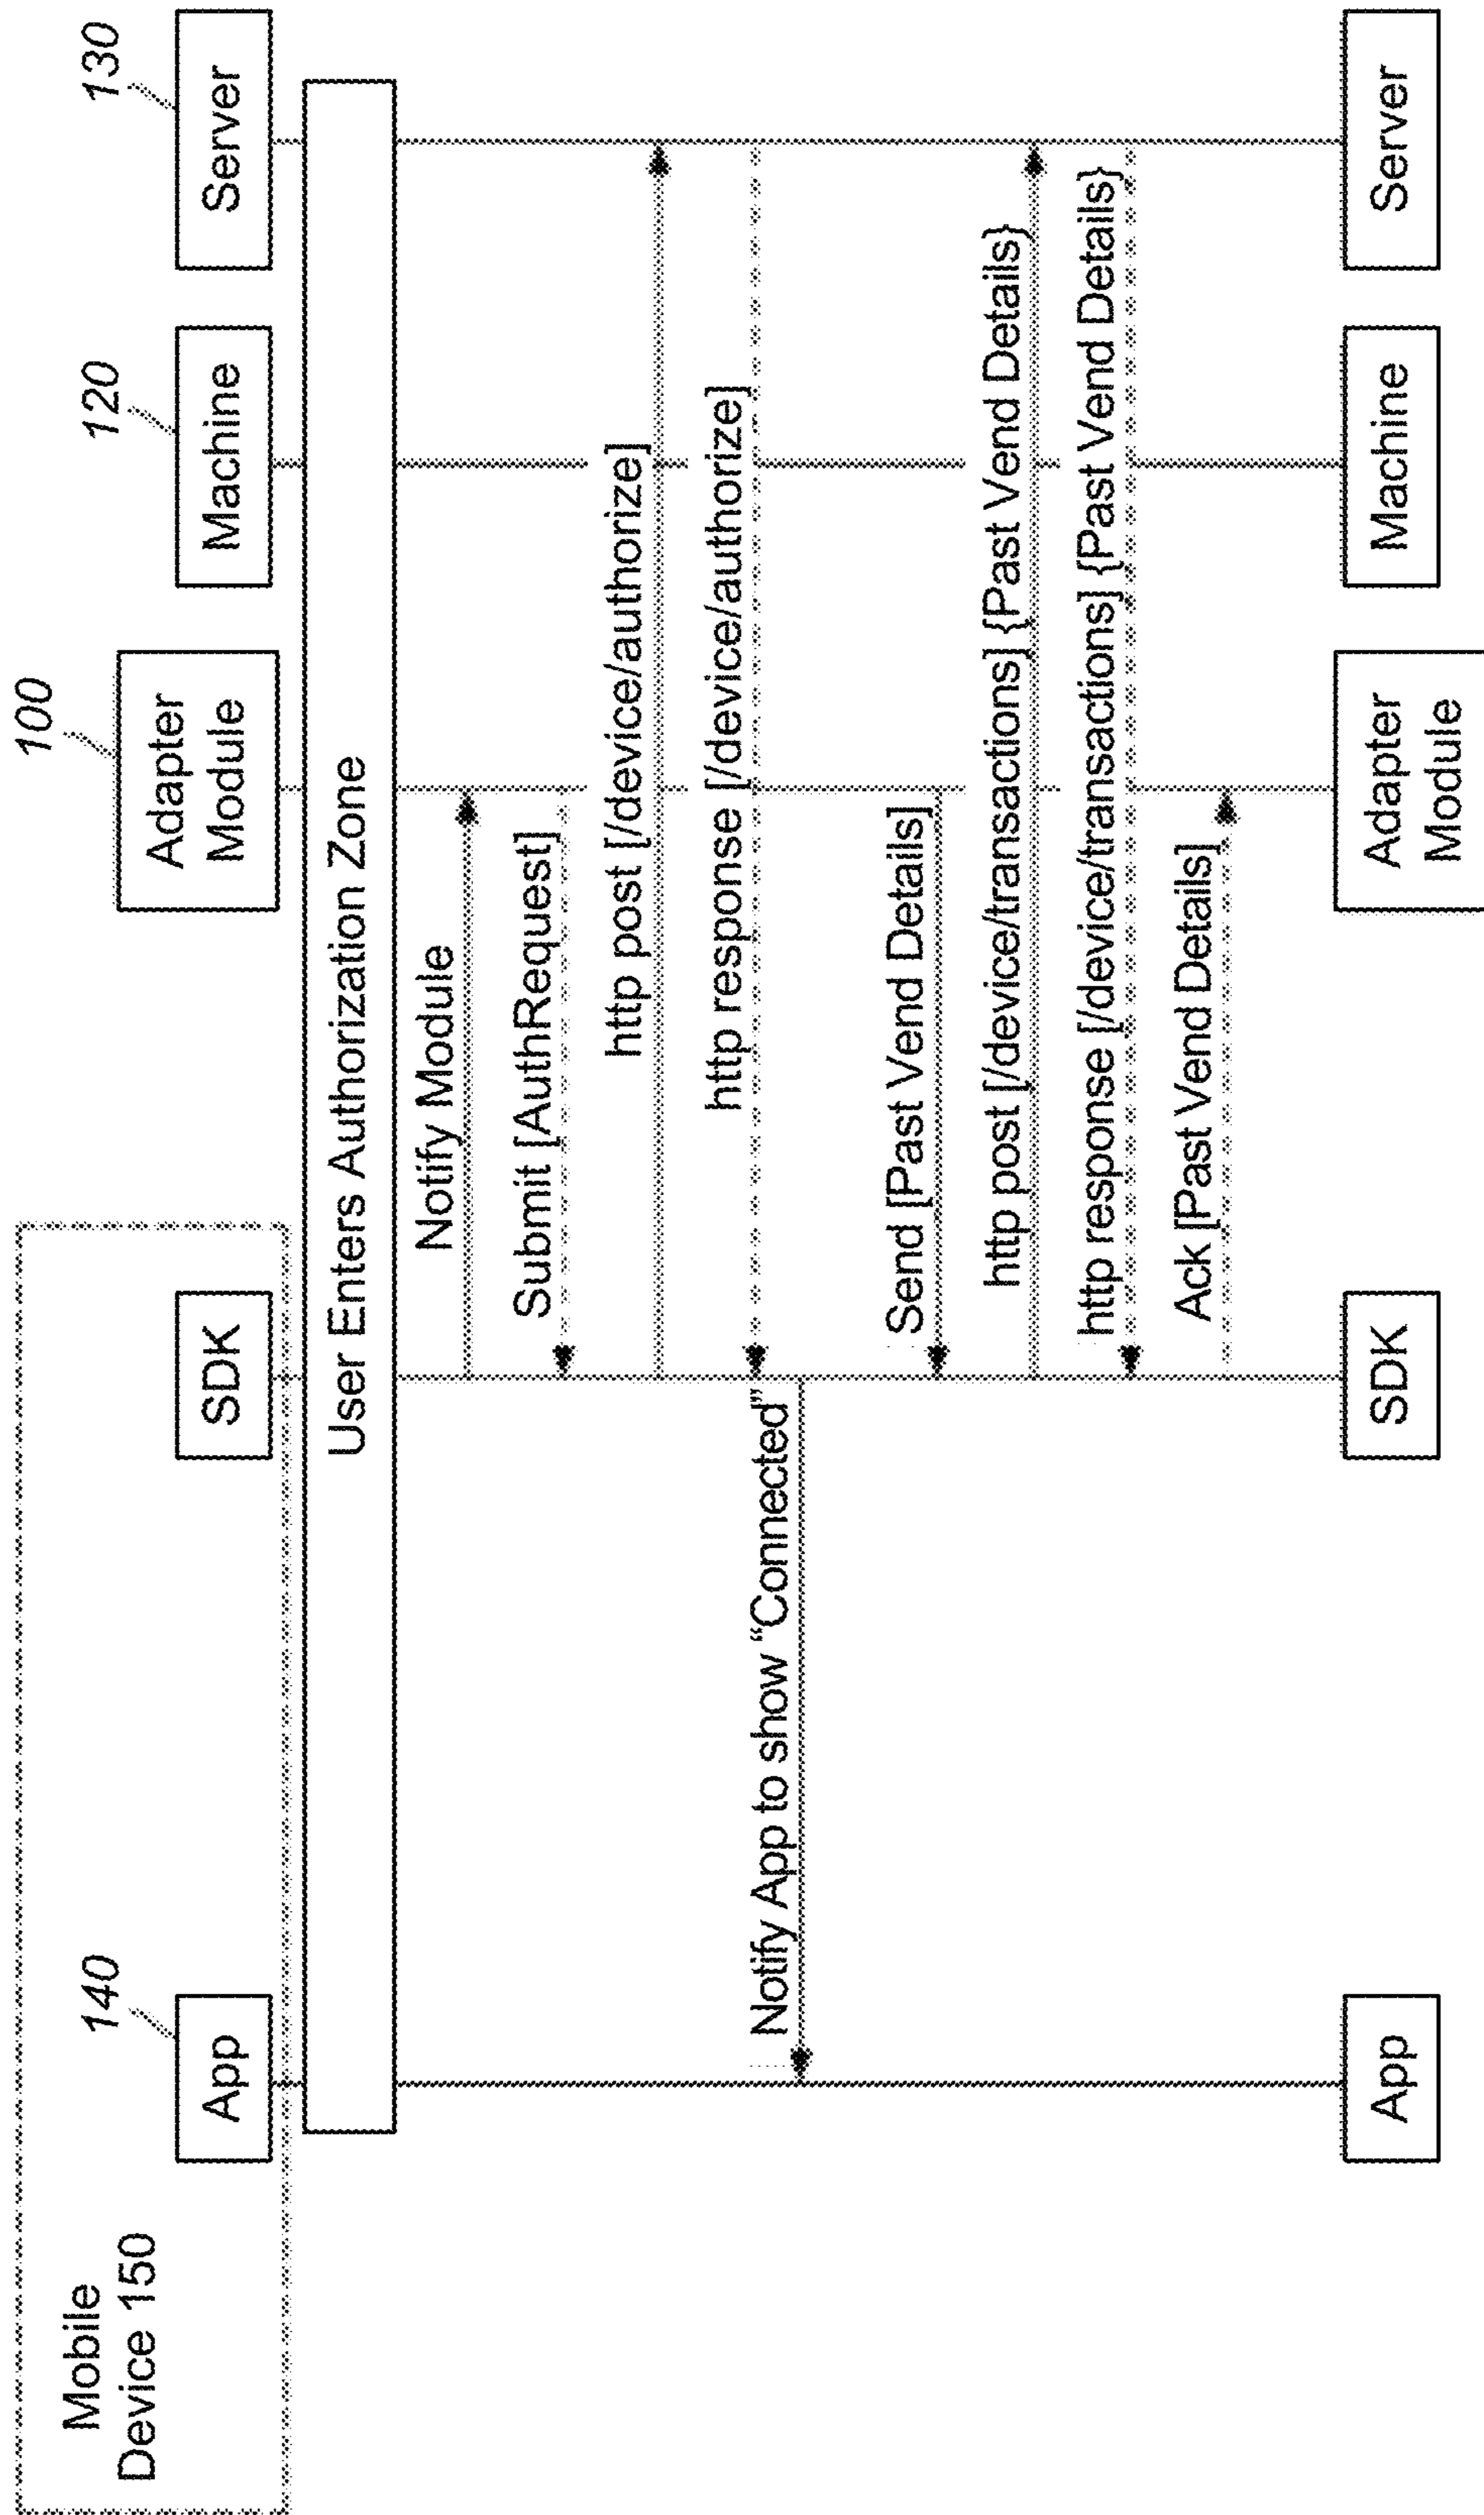 Mobile
Device 150
140
100
120
130
App
SDK
Adapter
Module
Machine
Server
User Enters Authorization Zone
Notify Module
Submit [AuthRequest]
http post [/device/authorize]
http response [/device/authorize]
Notify App to show “Connected”
Send [Past Vend Details]
http post [/device/transactions] {Past Vend Details}
http response [/device/transactions] {Past Vend Details}
Ack [Past Vend Details]
App
SDK
Adapter
Module
Machine
Server